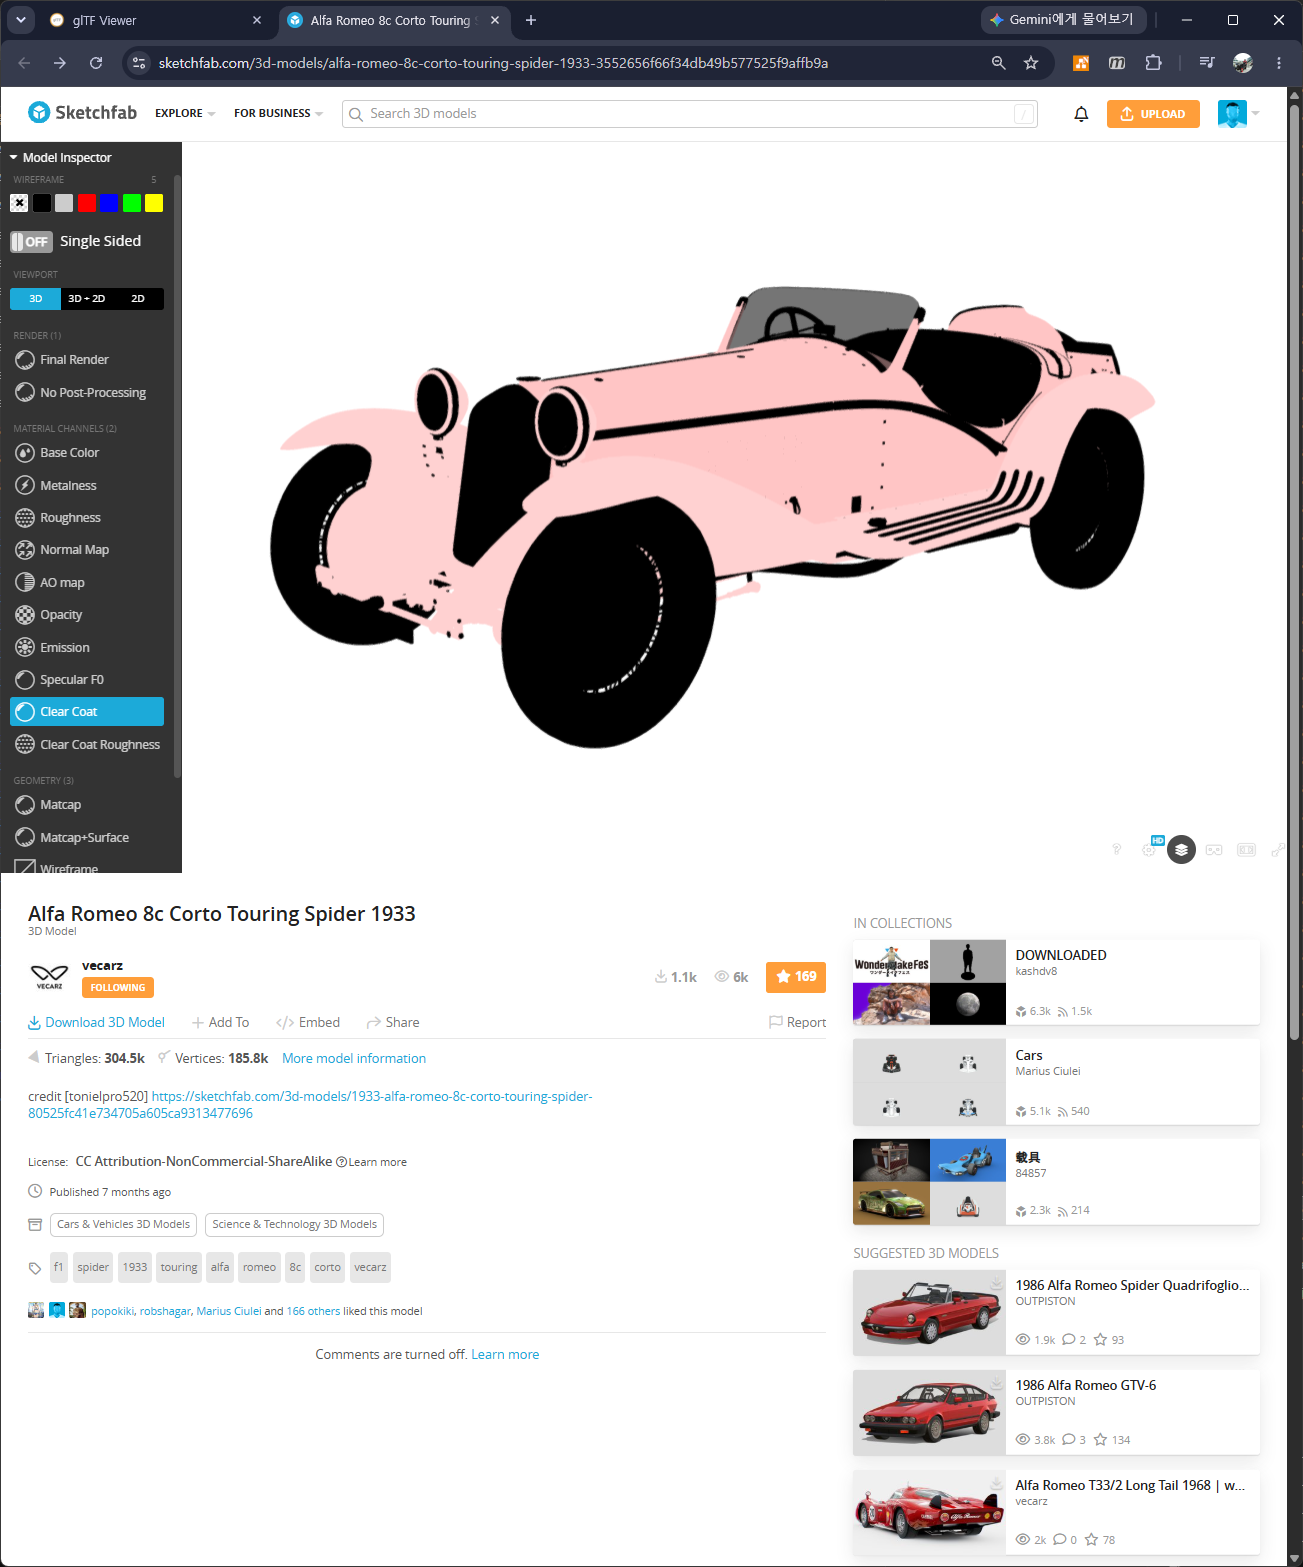 glTF Viewer
Alfa Romeo 8c Corto Touring S
Gemini에게 물어보기
sketchfab.com/3d-models/alfa-romeo-8c-corto-touring-spider-1933-3552656f66f34db49b577525f9affb9a
Sketchfab
EXPLORE
FOR BUSINESS
Search 3D models
/
UPLOAD
Model Inspector
WIREFRAME 5
OFF Single Sided
VIEWPORT
3D 3D + 2D 2D
RENDER (1)
Final Render
No Post-Processing
MATERIAL CHANNELS (2)
Base Color
Metalness
Roughness
Normal Map
AO map
Opacity
Emission
Specular F0
Clear Coat
Clear Coat Roughness
GEOMETRY (3)
Matcap
Matcap+Surface
Wireframe
HD
Alfa Romeo 8c Corto Touring Spider 1933
3D Model
VECARZ
vecarz
FOLLOWING
1.1k 6k 169
Download 3D Model Add To Embed Share Report
Triangles: 304.5k Vertices: 185.8k More model information
credit [tonielpro520] https://sketchfab.com/3d-models/1933-alfa-romeo-8c-corto-touring-spider-
80525fc41e734705a605ca9313477696
License: CC Attribution-NonCommercial-ShareAlike Learn more
Published 7 months ago
Cars & Vehicles 3D Models Science & Technology 3D Models
f1 spider 1933 touring alfa romeo 8c corto vecarz
popokiki, robshagar, Marius Ciulei and 166 others liked this model
Comments are turned off. Learn more
IN COLLECTIONS
DOWNLOADED
kashdv8
6.3k 1.5k
Cars
Marius Ciulei
5.1k 540
载具
84857
2.3k 214
SUGGESTED 3D MODELS
1986 Alfa Romeo Spider Quadrifoglio...
OUTPISTON
1.9k 2 93
1986 Alfa Romeo GTV-6
OUTPISTON
3.8k 3 134
Alfa Romeo T33/2 Long Tail 1968 | w...
vecarz
2k 0 78